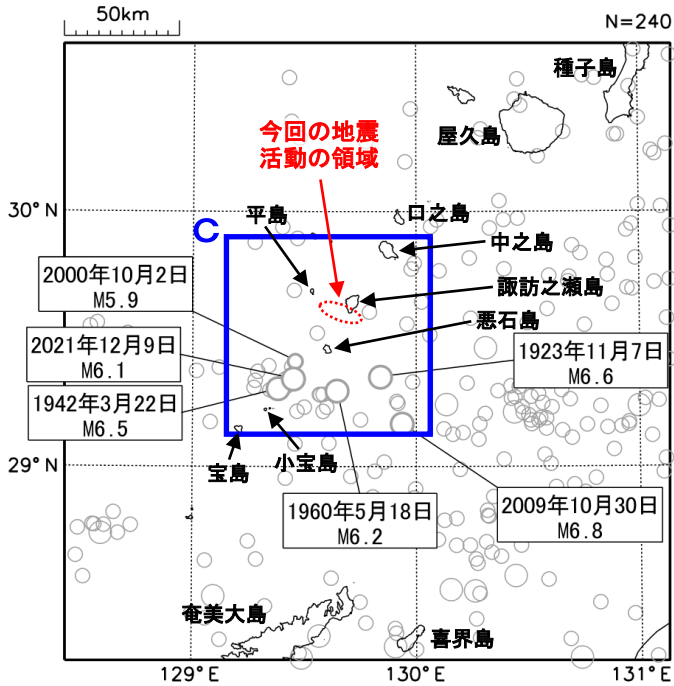 50km
N=240
種子島
屋久島
今回の地震
活動の領域
30°N
平島
口之島
C
中之島
諏訪之瀬島
悪石島
2000年10月2日
M5.9
2021年12月9日
M6.1
1942年3月22日
M6.5
1923年11月7日
M6.6
宝島
小宝島
29°N
1960年5月18日
M6.2
2009年10月30日
M6.8
奄美大島
喜界島
129°E
130°E
131°E